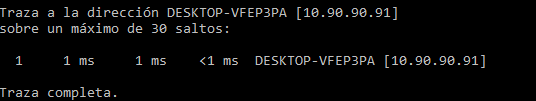 Traza a la dirección DESKTOP-VFEP3PA [10.90.90.91]
sobre un máximo de 30 saltos:
1 1 ms 1 ms <1 ms DESKTOP-VFEP3PA [10.90.90.91]
Traza completa.